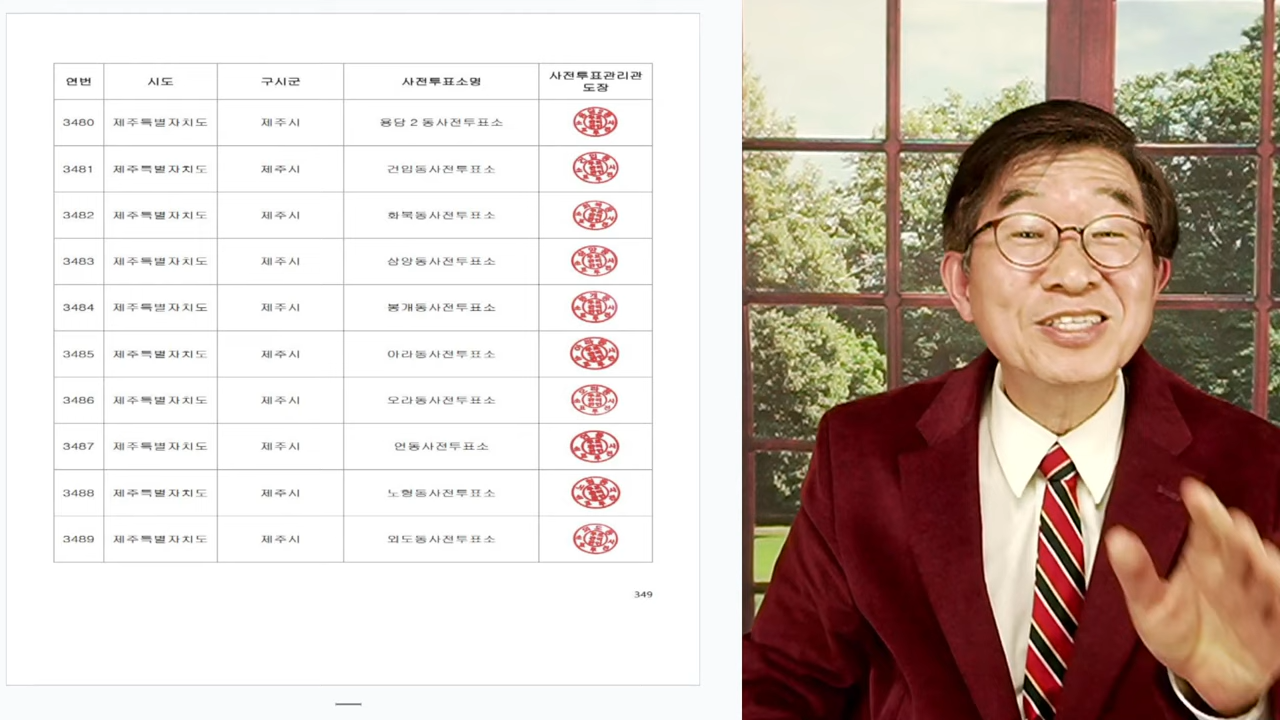 연번 시도 구시군 사전투표소명 사전투표관리관
도장
3480 제주특별자치도 제주시 용담 2 동사전투표소
3481 제주특별자치도 제주시 건입동사전투표소
3482 제주특별자치도 제주시 화북동사전투표소
3483 제주특별자치도 제주시 삼양동사전투표소
3484 제주특별자치도 제주시 봉개동사전투표소
3485 제주특별자치도 제주시 아라동사전투표소
3486 제주특별자치도 제주시 오라동사전투표소
3487 제주특별자치도 제주시 연동사전투표소
3488 제주특별자치도 제주시 노형동사전투표소
3489 제주특별자치도 제주시 외도동사전투표소
349